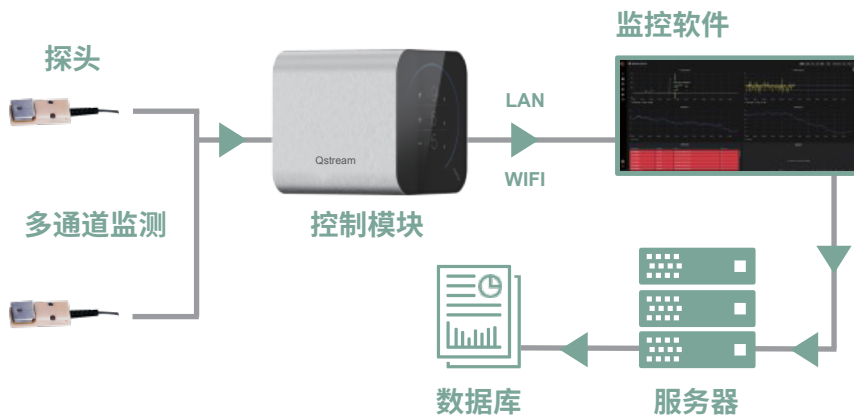 监控软件
探头
LAN
Qstream
WIFI
多通道监测
控制模块
数据库
服务器